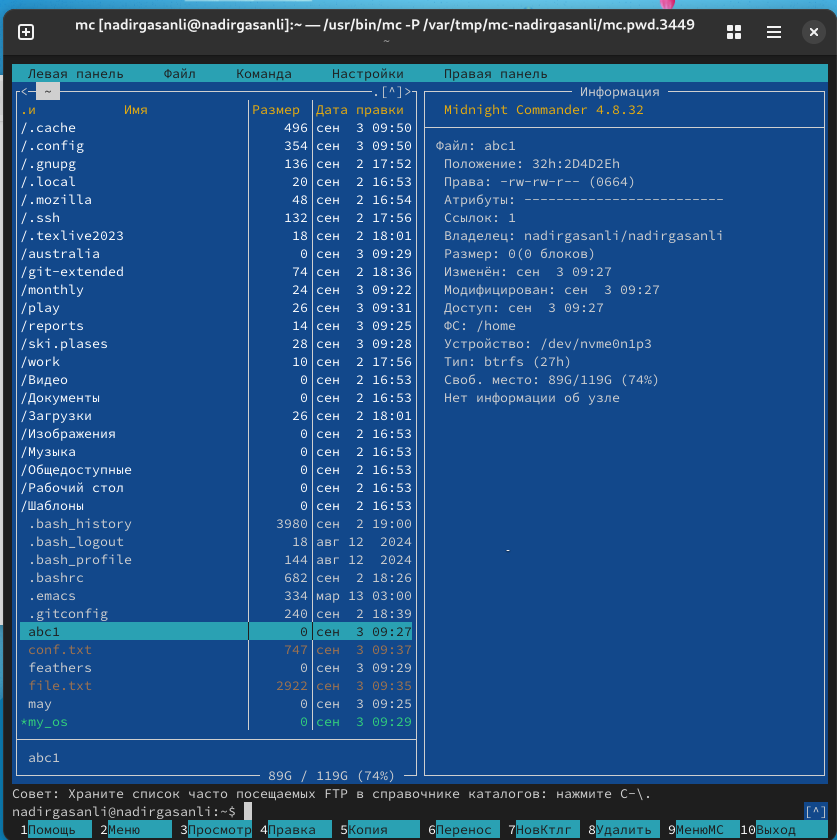 mc [nadirgasanli@nadirgasanli]:~ — /usr/bin/mc -P /var/tmp/mc-nadirgasanli/mc.pwd.3449
~
Левая панель Файл Команда Настройки Правая панель
<— ~ .[^]> Информация
.и Имя Размер Дата правки Midnight Commander 4.8.32
/.cache 496 сен 3 09:50
/.config 354 сен 3 09:50 Файл: abc1
/.gnupg 136 сен 2 17:52 Положение: 32h:2D4D2Eh
/.local 20 сен 2 16:53 Права: -rw-rw-r-- (0664)
/.mozilla 48 сен 2 16:54 Атрибуты: -------------------------
/.ssh 132 сен 2 17:56 Ссылок: 1
/.texlive2023 18 сен 2 18:01 Владелец: nadirgasanli/nadirgasanli
/australia 0 сен 3 09:29 Размер: 0(0 блоков)
/git-extended 74 сен 2 18:36 Изменён: сен 3 09:27
/monthly 24 сен 3 09:22 Модифицирован: сен 3 09:27
/play 26 сен 3 09:31 Доступ: сен 3 09:27
/reports 14 сен 3 09:25 ФС: /home
/ski.plases 28 сен 3 09:28 Устройство: /dev/nvme0n1p3
/work 10 сен 2 17:56 Тип: btrfs (27h)
/Видео 0 сен 2 16:53 Своб. место: 89G/119G (74%)
/Документы 0 сен 2 16:53 Нет информации об узле
/Загрузки 26 сен 2 18:01
/Изображения 0 сен 2 16:53
/Музыка 0 сен 2 16:53
/Общедоступные 0 сен 2 16:53
/Рабочий стол 0 сен 2 16:53
/Шаблоны 0 сен 2 16:53
.bash_history 3980 сен 2 19:00
.bash_logout 18 авг 12 2024
.bash_profile 144 авг 12 2024
.bashrc 682 сен 2 18:26
.emacs 334 мар 13 03:00
.gitconfig 240 сен 2 18:39
abc1 0 сен 3 09:27
conf.txt 747 сен 3 09:37
feathers 0 сен 3 09:29
file.txt 2922 сен 3 09:35
may 0 сен 3 09:25
*my_os 0 сен 3 09:29
abc1
89G / 119G (74%)
Совет: Храните список часто посещаемых FTP в справочнике каталогов: нажмите C-\.
nadirgasanli@nadirgasanli:~$ [^]
1Помощь 2Меню 3Просмотр 4Правка 5Копия 6Перенос 7НовКтлг 8Удалить 9МенюMC 10Выход